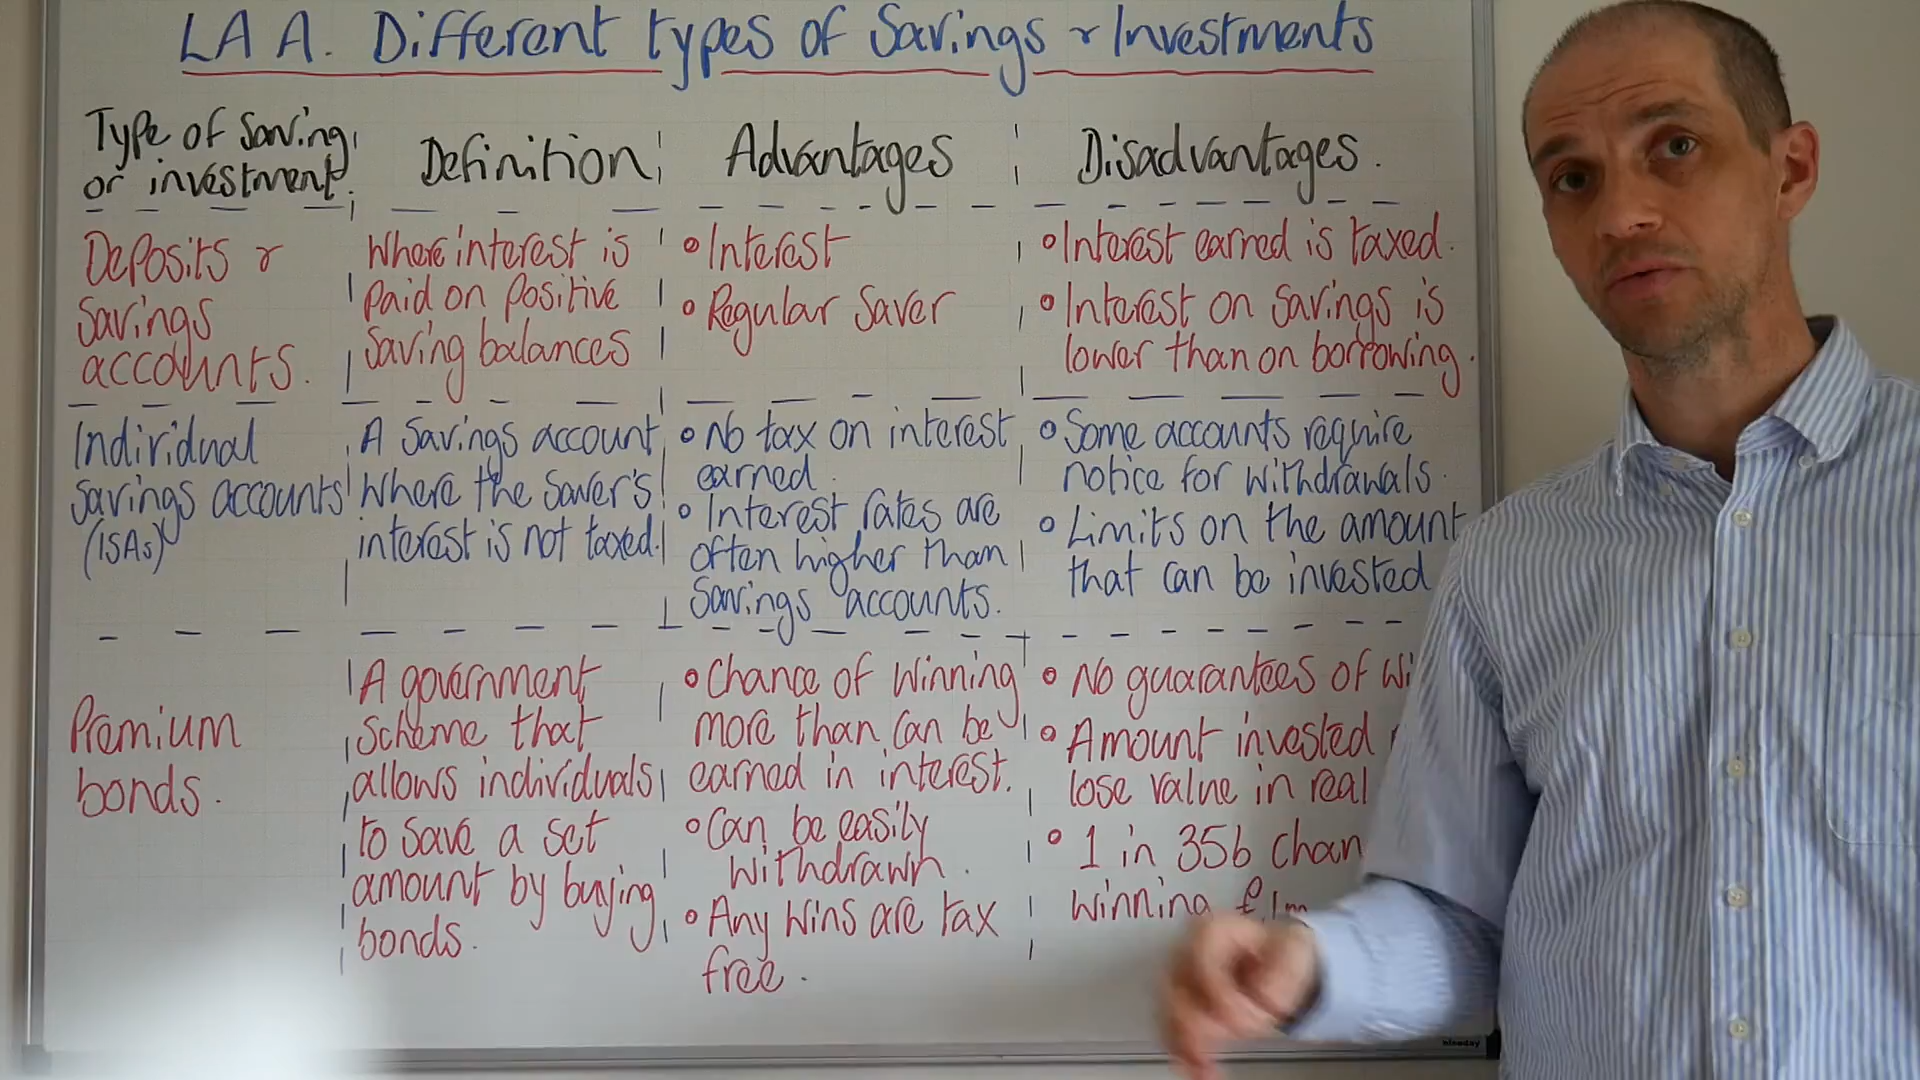 LA A. Different types of Savings & Investments
Type of saving
or investment.
Definition
Advantages
Disadvantages.
Deposits &
Savings
accounts.
Where interest is
paid on positive
saving balances
• Interest
• Regular Saver
• Interest earned is taxed.
• Interest on savings is
lower than on borrowing.
Individual
savings accounts
(ISAs)
A Savings account
where the saver's
interest is not taxed.
• No tax on interest
earned.
• Interest rates are
often higher than
Savings accounts.
• Some accounts require
notice for withdrawals.
• Limits on the amount
that can be invested
Premium
bonds.
A government
scheme that
allows individuals
to save a set
amount by buying
bonds.
• Chance of winning
more than can be
earned in interest.
• Can be easily
withdrawn.
• Any wins are tax
free.
• No guarantees of
• Amount invested
lose value in real
• 1 in 35b
winning £1m
nicoday